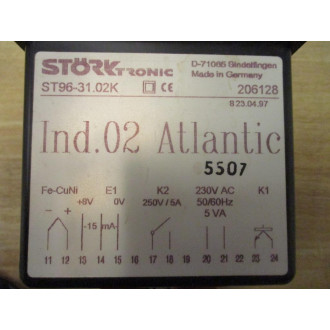 STÖRKTRONIC
D-71065 Sindelfingen
Made in Germany
ST96-31.02K CE 206128
8 23.04.97
Ind.02 Atlantic
5507
Fe-CuNi E1 K2 230V AC K1
+8V 0V 250V / 5A 50/60Hz
- + -15 mA- 5 VA
11 12 13 14 15 16 17 18 19 20 21 22 23 24